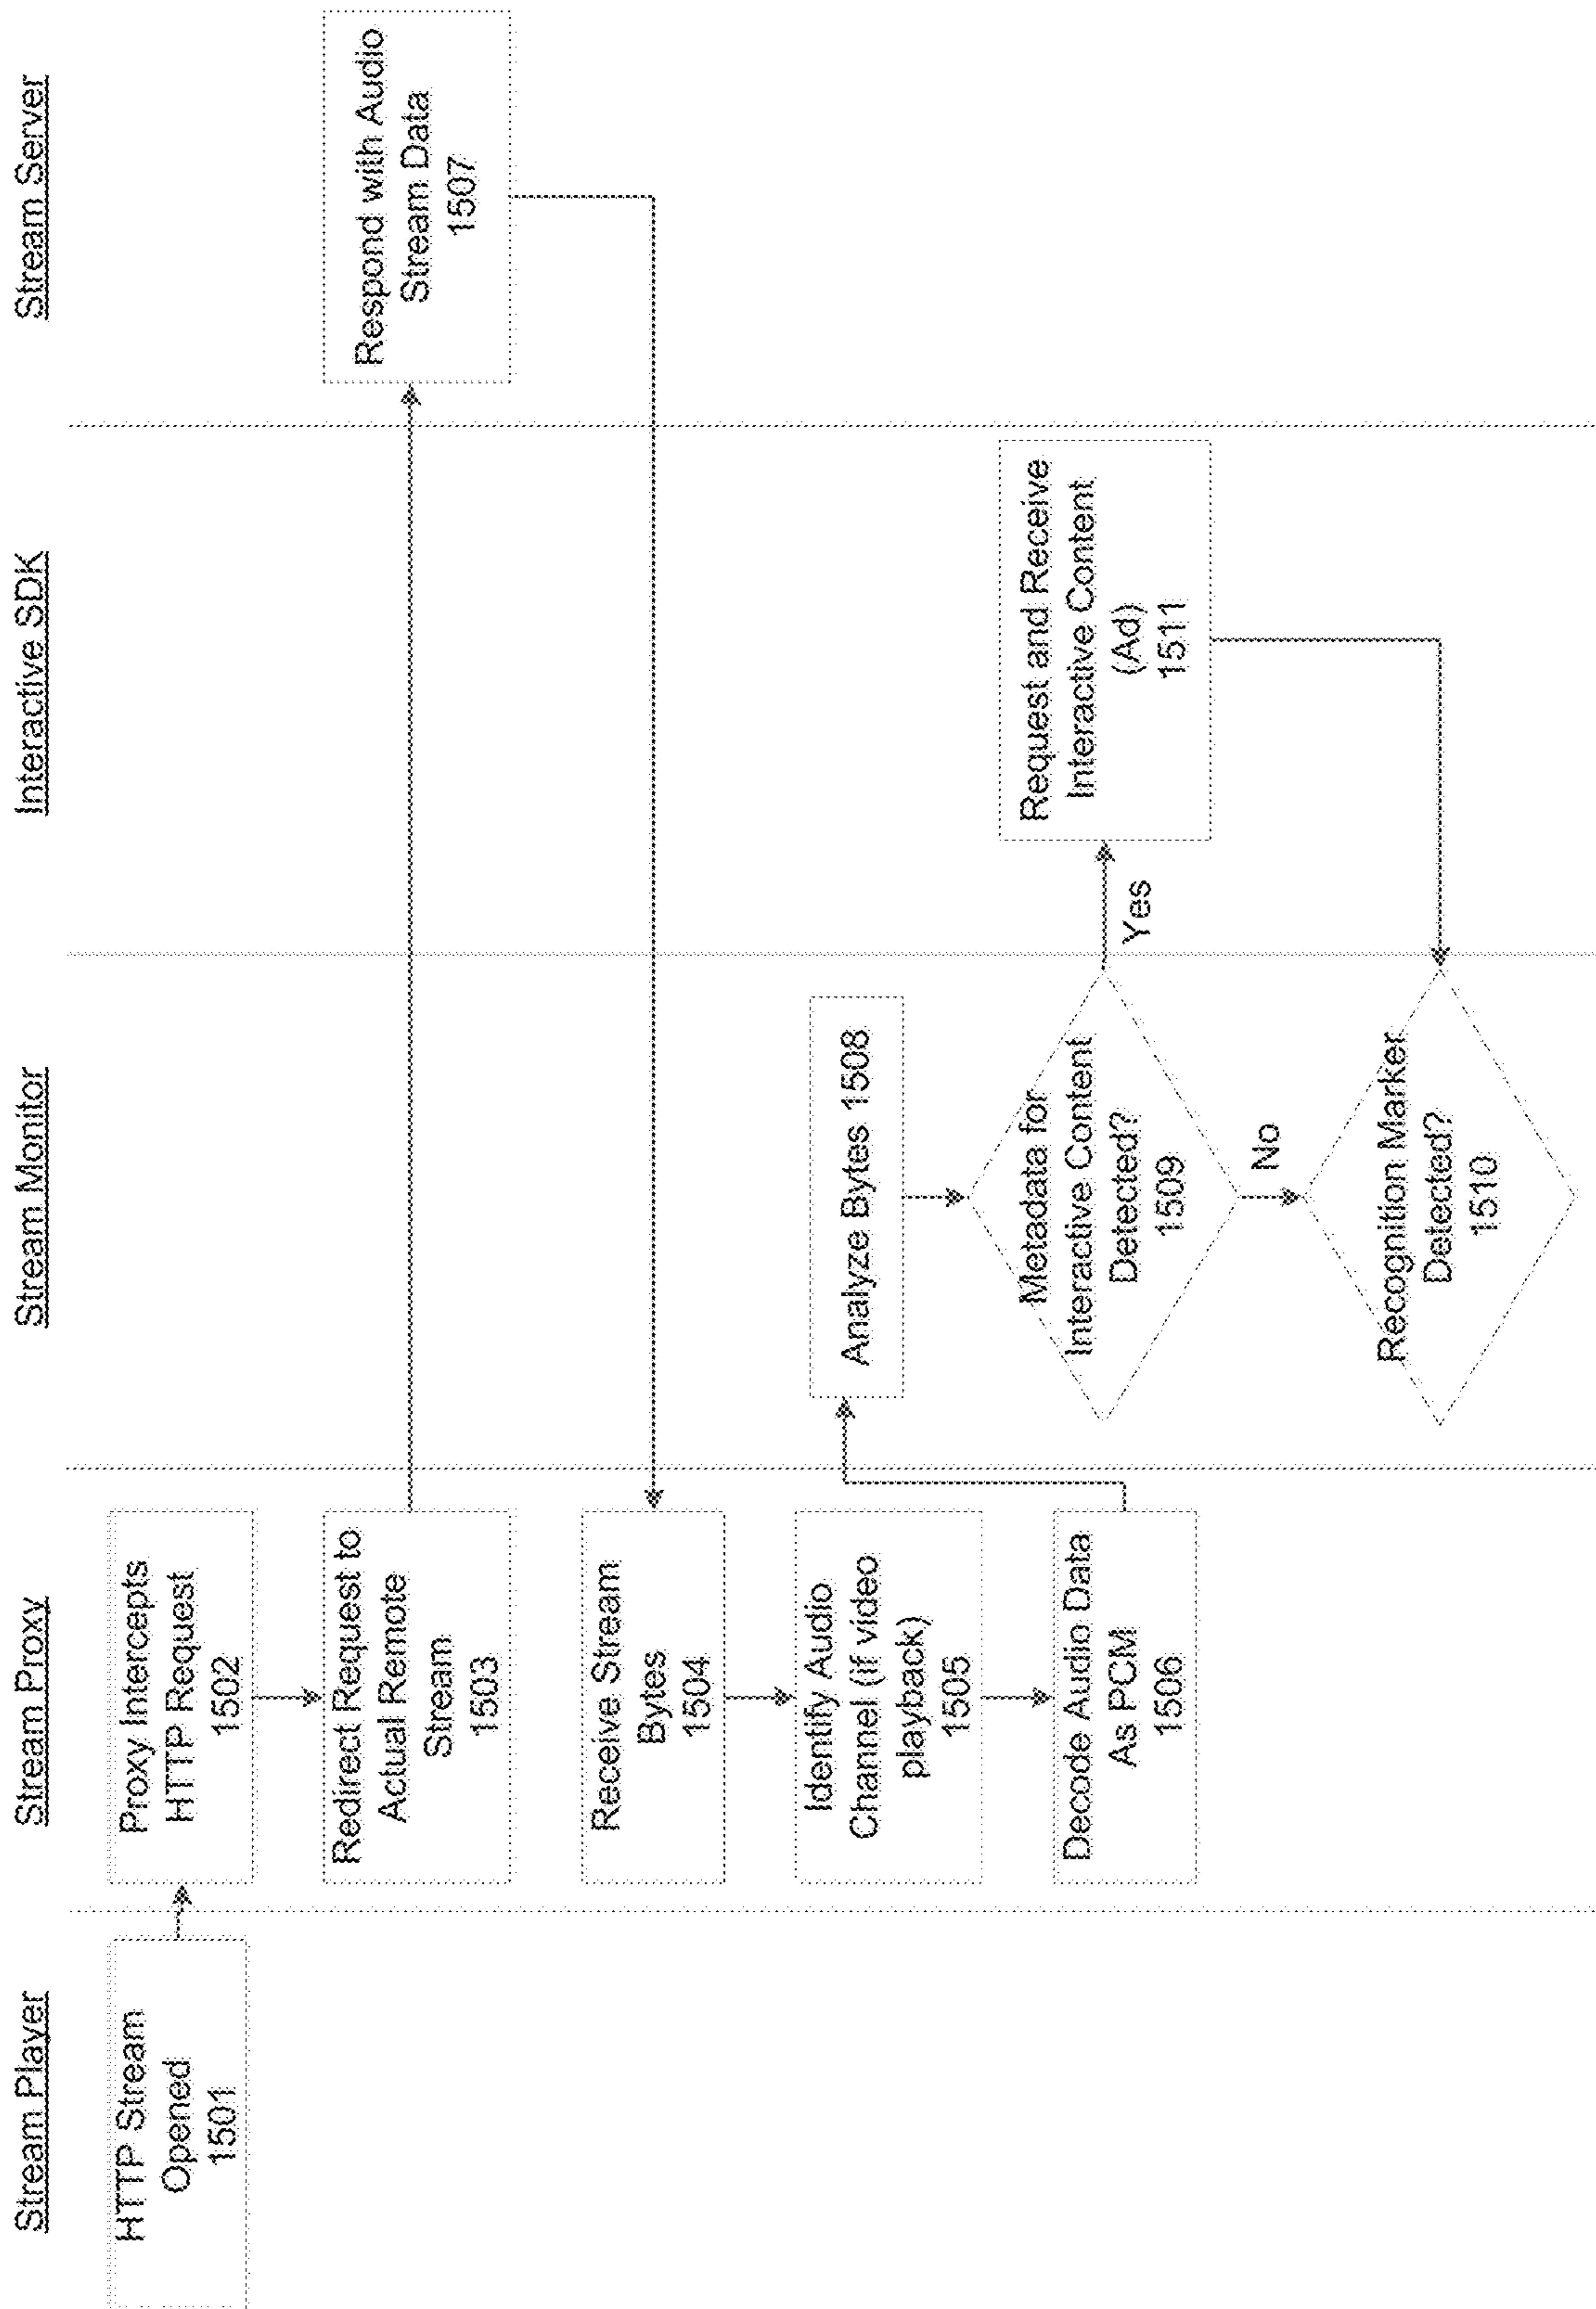 Stream Player
Stream Proxy
Stream Monitor
Interactive SDK
Stream Server
HTTP Stream
Opened
1501
Proxy Intercepts
HTTP Request
1502
Redirect Request to
Actual Remote
Stream
1503
Respond with Audio
Stream Data
1507
Receive Stream
Bytes
1504
Identify Audio
Channel (if video
playback)
1505
Decode Audio Data
As PCM
1506
Analyze Bytes 1508
Metadata for
Interactive Content
Detected?
1509
Yes
Request and Receive
Interactive Content
(Ad)
1511
No
Recognition Marker
Detected?
1510